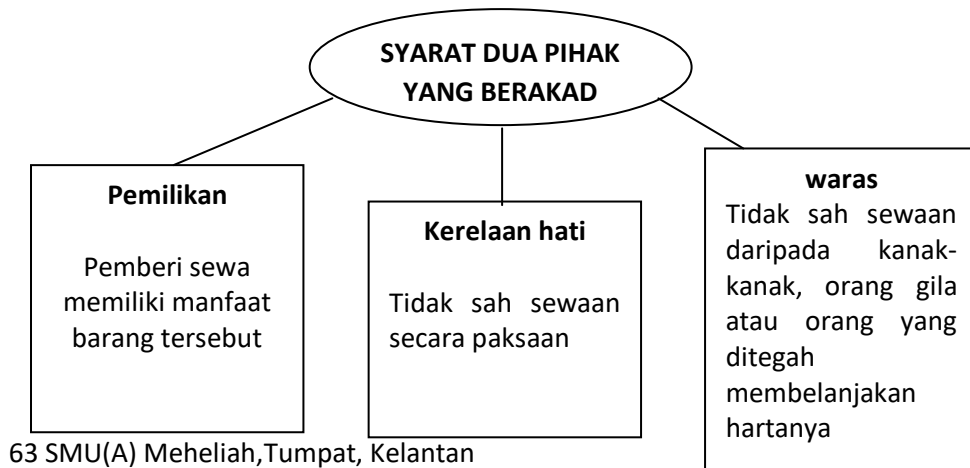 SYARAT DUA PIHAK
YANG BERAKAD
Pemilikan
Pemberi sewa
memiliki manfaat
barang tersebut
Kerelaan hati
Tidak sah sewaan
secara paksaan
waras
Tidak sah sewaan
daripada kanak-
kanak, orang gila
atau orang yang
ditegah
membelanjakan
hartanya
63 SMU(A) Meheliah,Tumpat, Kelantan